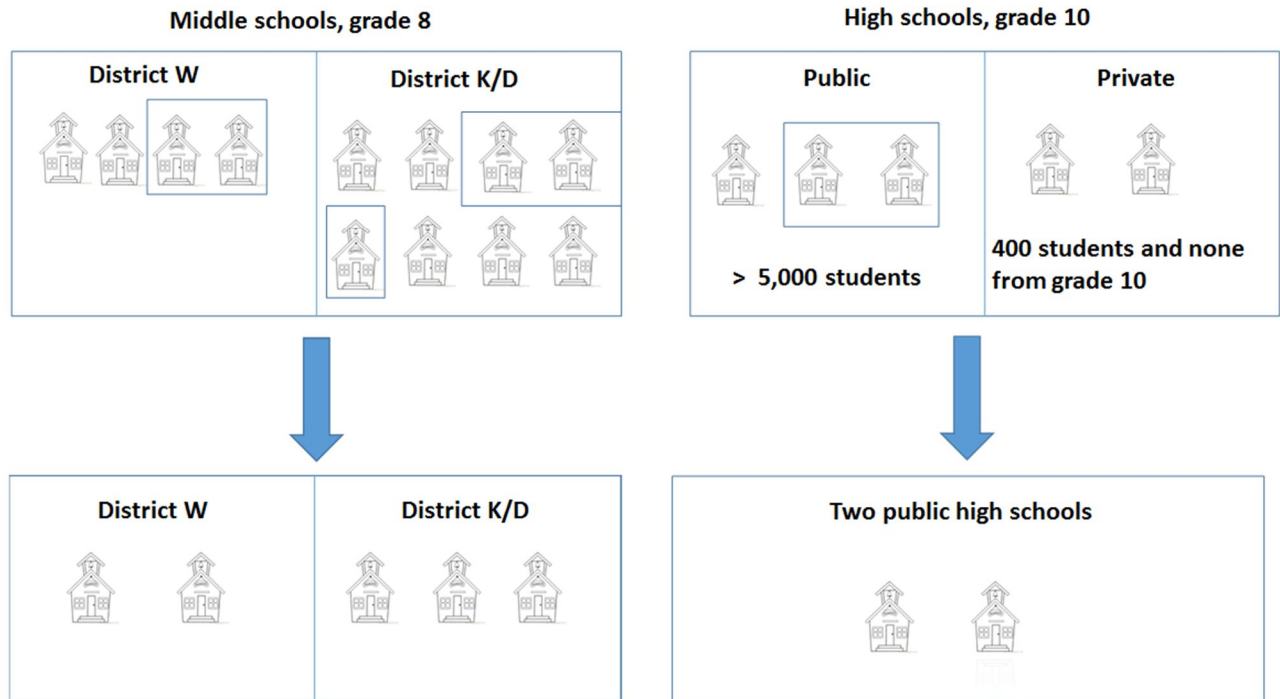 Middle schools, grade 8
High schools, grade 10
District W
District K/D
Public
Private
> 5,000 students
400 students and none
from grade 10
District W
District K/D
Two public high schools